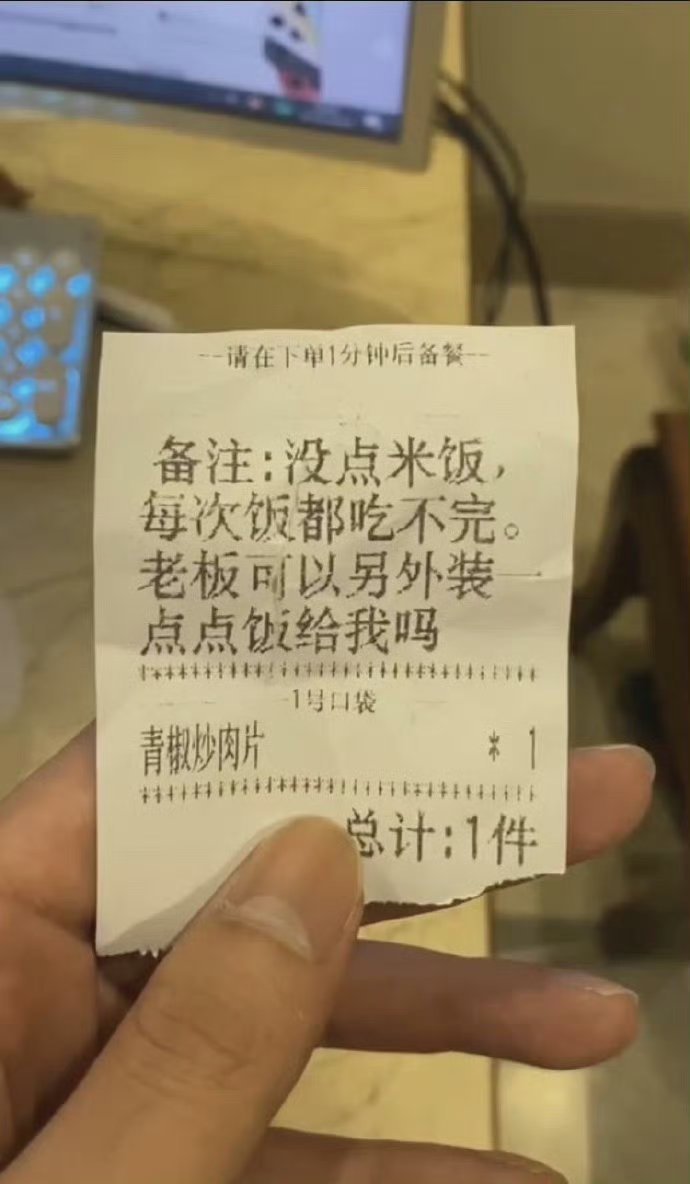 --请在下单1分钟后备餐--
备注:没点米饭，
每次饭都吃不完。
老板可以另外装一
点点饭给我吗
1号口袋
青椒炒肉片 * 1
总计:1件